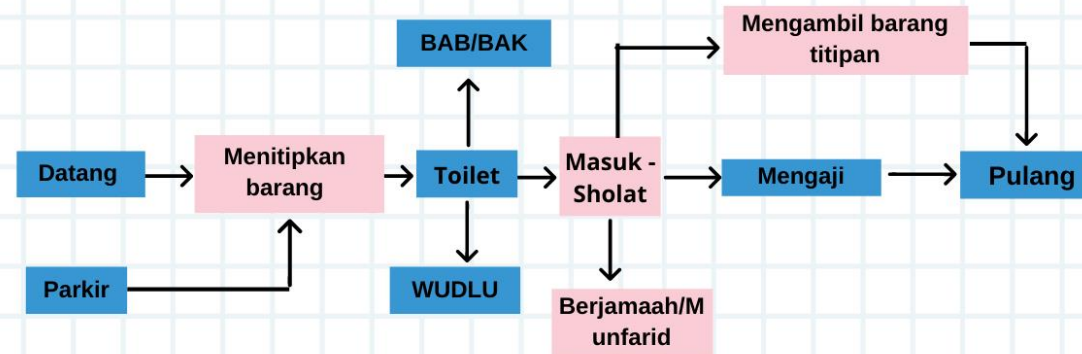 Mengambil barang
titipan
BAB/BAK
Datang
Menitipkan
barang
Toilet
Masuk -
Sholat
Mengaji
Pulang
Parkir
WUDLU
Berjamaah/M
unfarid